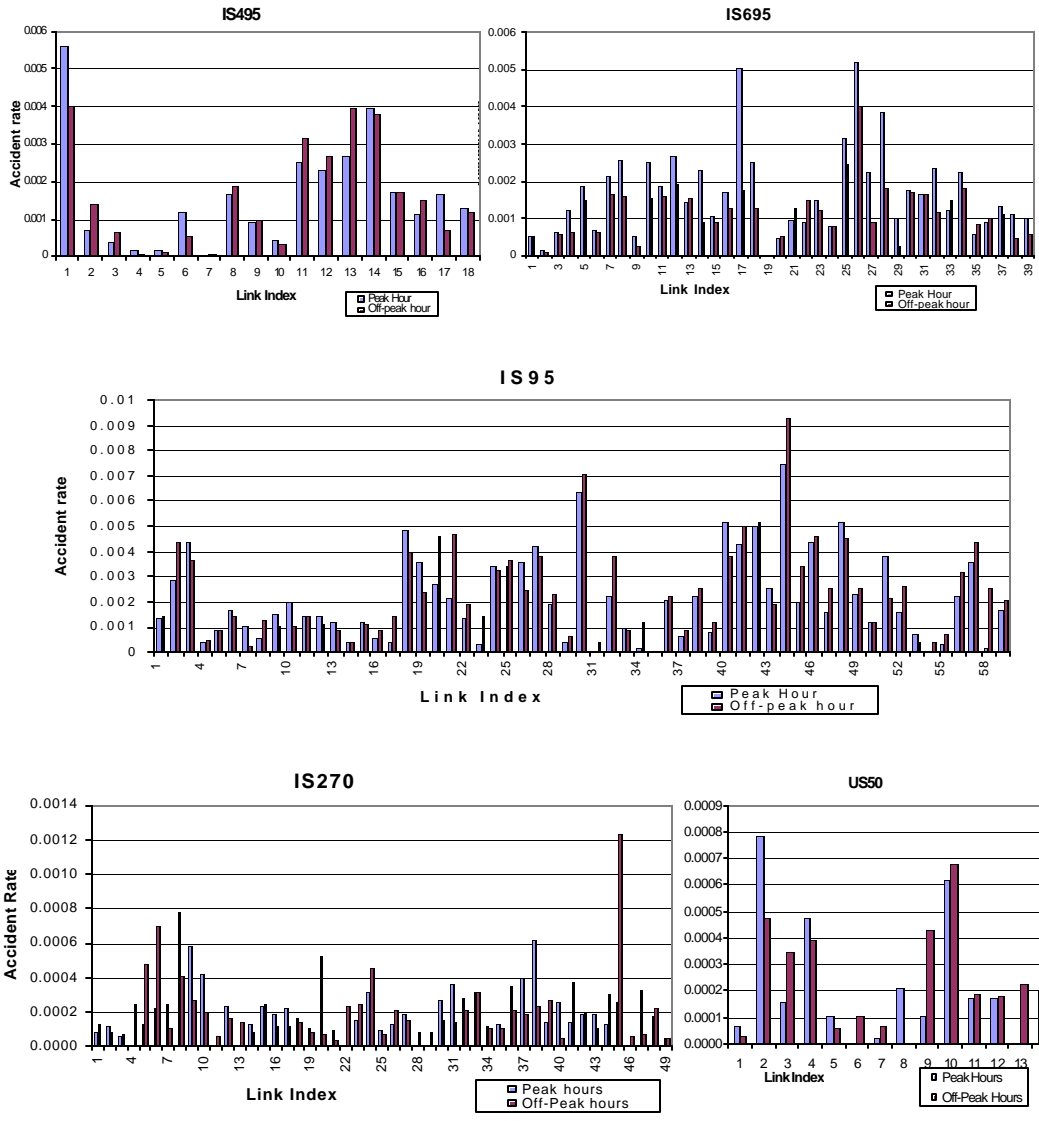 IS495
0.006
0.005
0.004
0.003
0.002
0.001
0
Accident rate
1 2 3 4 5 6 7 8 9 10 11 12 13 14 15 16 17 18
Link Index
Peak Hour
Off-peak hour
IS695
0.006
0.005
0.004
0.003
0.002
0.001
0
1 3 5 7 9 11 13 15 17 19 21 23 25 27 29 31 33 35 37 39
Link Index
Peak Hour
Off-peak hour
IS95
0.01
0.009
0.008
0.007
0.006
0.005
0.004
0.003
0.002
0.001
0
Accident rate
1 4 7 10 13 16 19 22 25 28 31 34 37 40 43 46 49 52 55 58
Link Index
Peak Hour
Off-peak hour
IS270
0.0014
0.0012
0.0010
0.0008
0.0006
0.0004
0.0002
0.0000
Accident Rate
1 4 7 10 13 16 19 22 25 28 31 34 37 40 43 46 49
Link Index
Peak hours
Off-Peak hours
US50
0.0009
0.0008
0.0007
0.0006
0.0005
0.0004
0.0003
0.0002
0.0001
0.0000
1 2 3 4 5 6 7 8 9 10 11 12 13
Link Index
Peak Hours
Off-Peak Hours